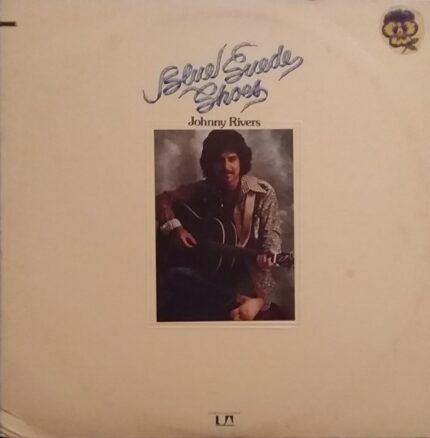 Blue Suede
Shoes
Johnny Rivers
UA